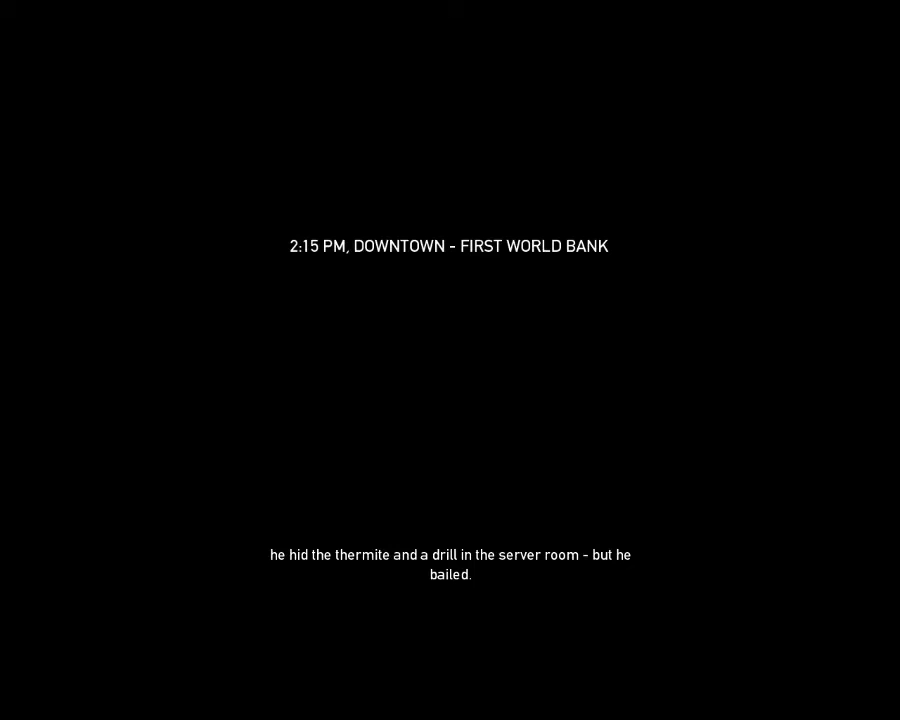 2:15 PM, DOWNTOWN - FIRST WORLD BANK
he hid the thermite and a drill in the server room - but he
bailed.